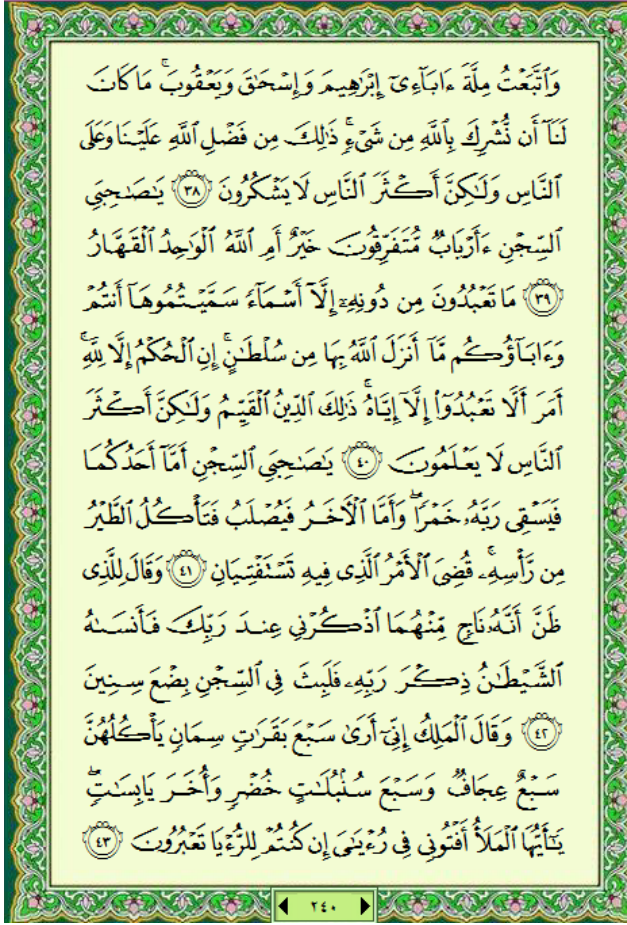 وَٱتَّبَعْتُ مِلَّةَ ءَابَآءِىٓ إِبْرَٰهِيمَ وَإِسْحَٰقَ وَيَعْقُوبَ ۚ مَا كَانَ
لَنَآ أَن نُّشْرِكَ بِٱللَّهِ مِن شَىْءٍ ۚ ذَٰلِكَ مِن فَضْلِ ٱللَّهِ عَلَيْنَا وَعَلَى
ٱلنَّاسِ وَلَٰكِنَّ أَكْثَرَ ٱلنَّاسِ لَا يَشْكُرُونَ ٣٨ يَٰصَىٰحِبَىِ
ٱلسِّجْنِ ءَأَرْبَابٌ مُّتَفَرِّقُونَ خَيْرٌ أَمِ ٱللَّهُ ٱلْوَٰحِدُ ٱلْقَهَّارُ
٣٩ مَا تَعْبُدُونَ مِن دُونِهِۦٓ إِلَّآ أَسْمَآءً سَمَّيْتُمُوهَآ أَنتُمْ
وَءَابَآؤُكُم مَّآ أَنزَلَ ٱللَّهُ بِهَا مِن سُلْطَٰنٍ ۚ إِنِ ٱلْحُكْمُ إِلَّا لِلَّهِ ۚ
أَمَرَ أَلَّا تَعْبُدُوٓا۟ إِلَّآ إِيَّاهُ ۚ ذَٰلِكَ ٱلدِّينُ ٱلْقَيِّمُ وَلَٰكِنَّ أَكْثَرَ
ٱلنَّاسِ لَا يَعْلَمُونَ ٤٠ يَٰصَىٰحِبَىِ ٱلسِّجْنِ أَمَّآ أَحَدُكُمَا
فَيَسْقِى رَبَّهُۥ خَمْرًا ۖ وَأَمَّا ٱلْءَاخَرُ فَيُصْلَبُ فَتَأْكُلُ ٱلطَّيْرُ
مِن رَّأْسِهِۦ ۚ قُضِىَ ٱلْأَمْرُ ٱلَّذِى فِيهِ تَسْتَفْتِيَانِ ٤١ وَقَالَ لِلَّذِى
ظَنَّ أَنَّهُۥ نَاجٍ مِّنْهُمَا ٱذْكُرْنِى عِندَ رَبِّكَ فَأَنسَىٰهُ
ٱلشَّيْطَٰنُ ذِكْرَ رَبِّهِۦ فَلَبِثَ فِى ٱلسِّجْنِ بِضْعَ سِنِينَ
٤٢ وَقَالَ ٱلْمَلِكُ إِنِّىٓ أَرَىٰ سَبْعَ بَقَرَٰتٍ سِمَانٍ يَأْكُلُهُنَّ
سَبْعٌ عِجَافٌ وَسَبْعَ سُنۢبُلَٰتٍ خُضْرٍ وَأُخَرَ يَابِسَٰتٍ ۖ
يَٰٓأَيُّهَا ٱلْمَلَأُ أَفْتُونِى فِى رُءْيَٰىَ إِن كُنتُمْ لِلرُّءْيَا تَعْبُرُونَ ٤٣
٢٤٠